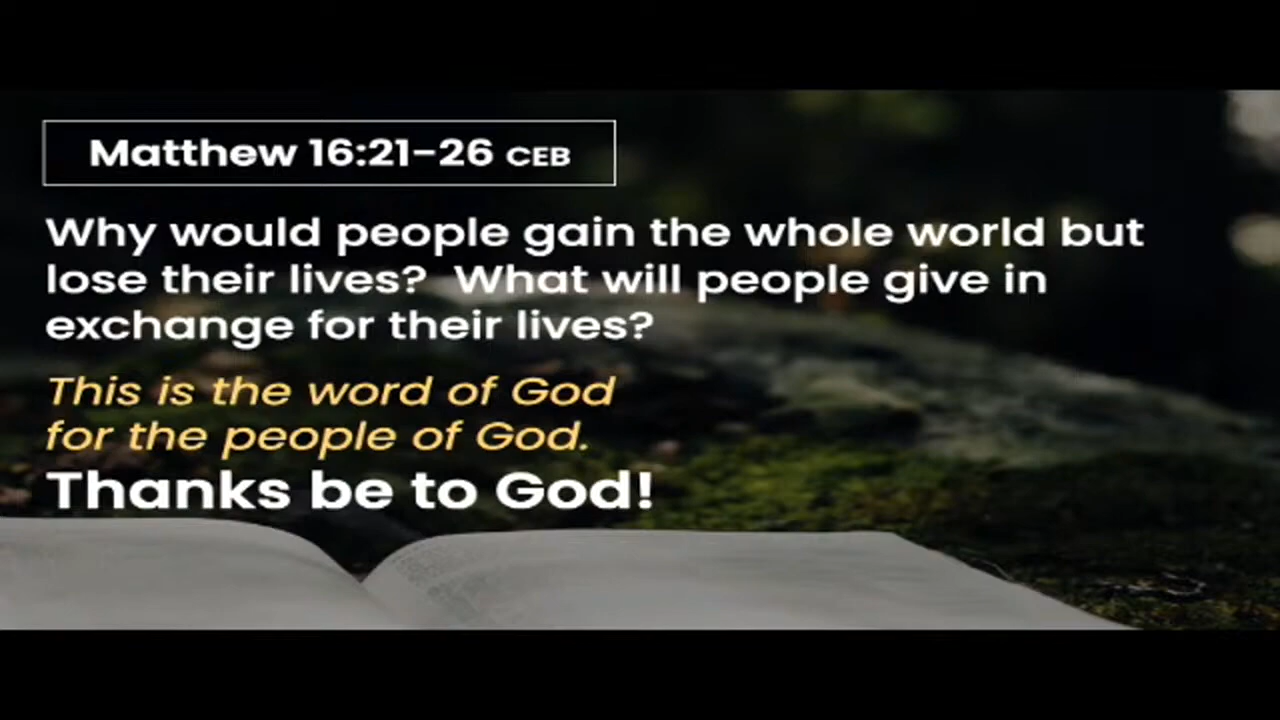 Matthew 16:21-26 CEB
Why would people gain the whole world but
lose their lives?  What will people give in
exchange for their lives?
This is the word of God
for the people of God.
Thanks be to God!